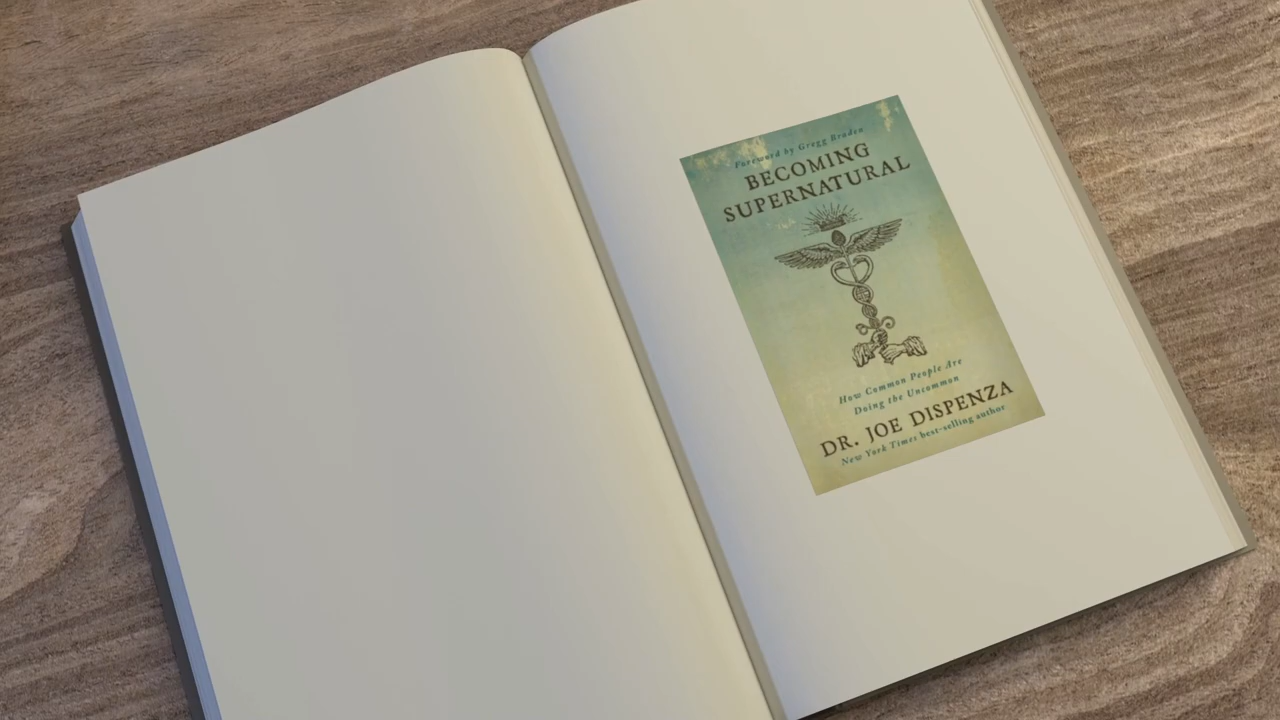 Foreword by Gregg Braden
BECOMING
SUPERNATURAL
How Common People Are
Doing the Uncommon
DR. JOE DISPENZA
New York Times best-selling author